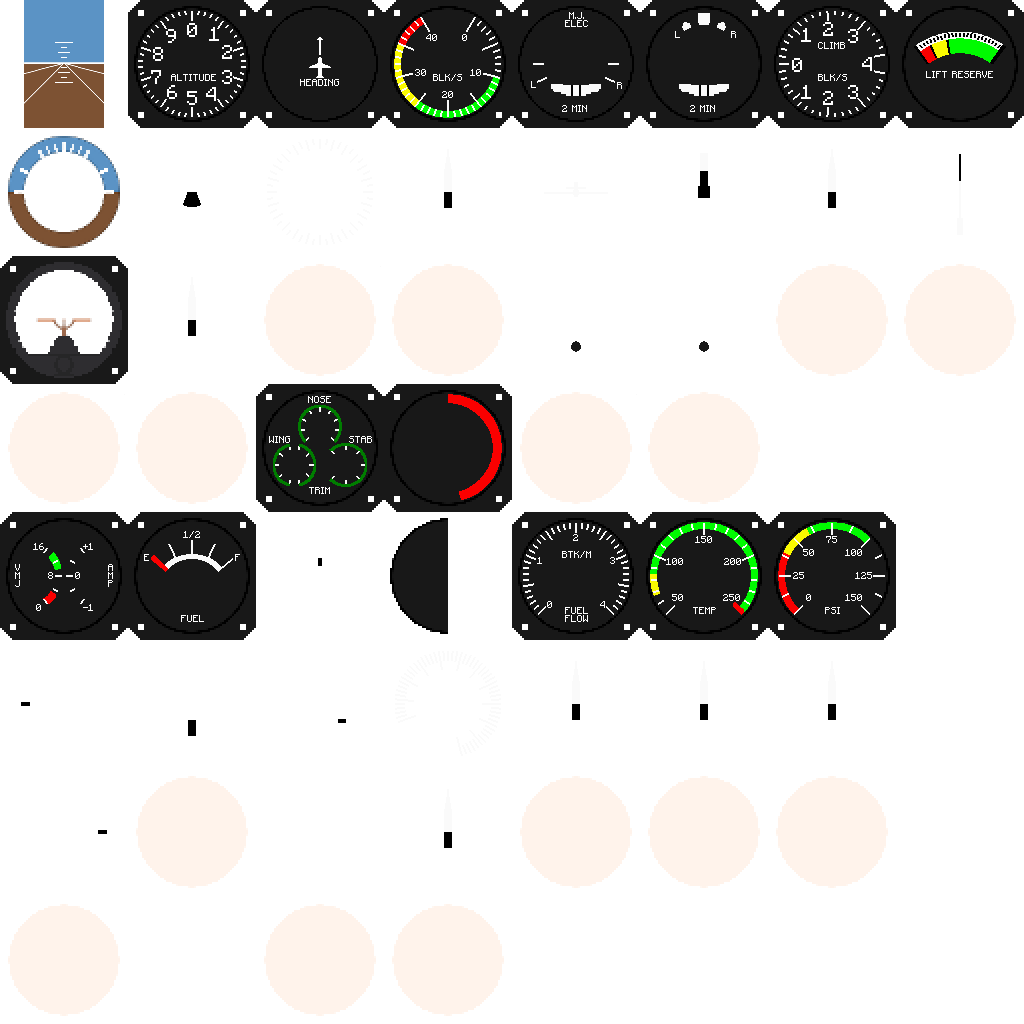 0
9 1
8 2
7 3
ALTITUDE
6 4
5
HEADING
40 0
30 10
BLK/S
20
M.J.
ELEC
L R
2 MIN
L R
2 MIN
2
1 3
CLIMB
0 4
BLK/S
1 3
2
LIFT RESERVE
NOSE
WING STAB
TRIM
16 +1
V M J 8 0 A M P
0 -1
1/2
E F
FUEL
2
BTK/M
1 3
0 4
FUEL
FLOW
150
100 200
50 250
TEMP
75
50 100
25 125
0 150
PSI